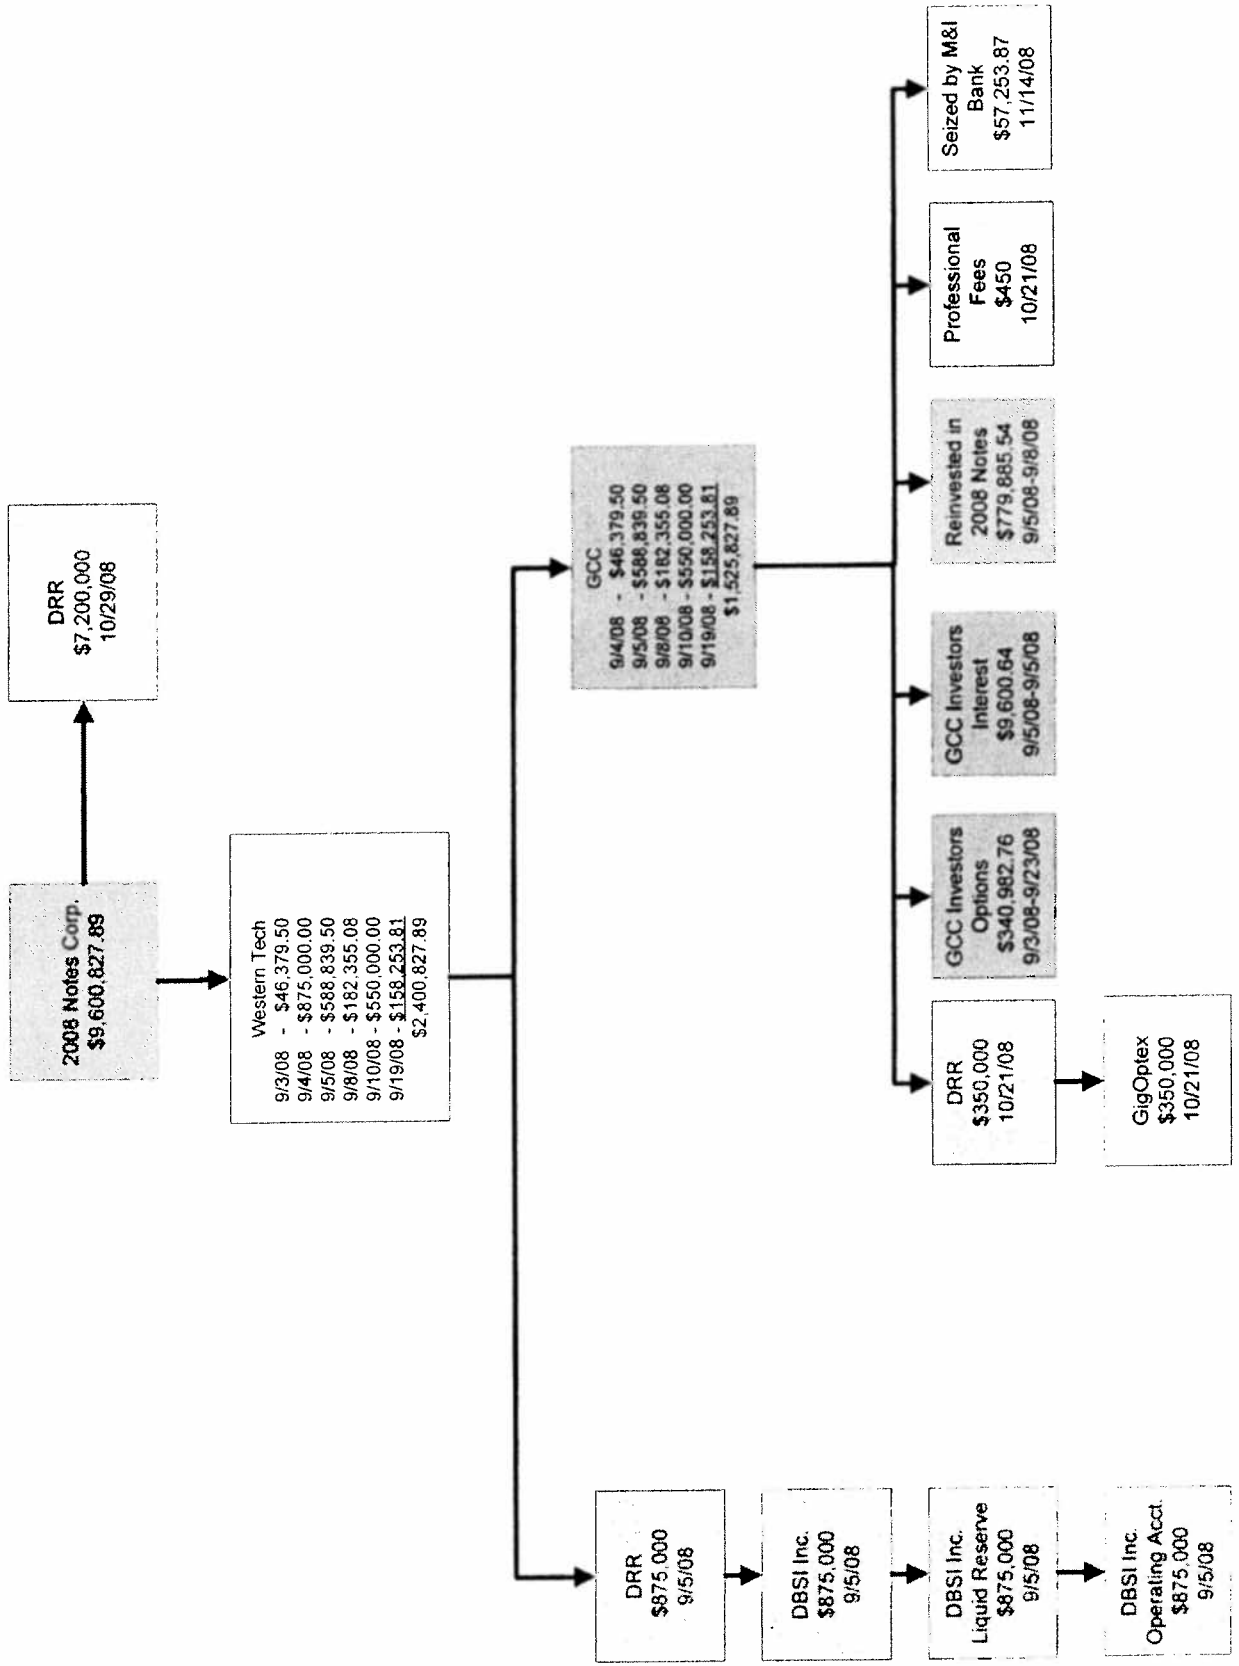 2008 Notes Corp.
$9,600,827.89
DRR
$7,200,000
10/29/08
Western Tech
9/3/08 - $46,379.50
9/4/08 - $875,000.00
9/5/08 - $588,839.50
9/8/08 - $182,355.08
9/10/08 - $550,000.00
9/19/08 - $158,253.81
$2,400,827.89
GCC
9/4/08 - $46,379.50
9/5/08 - $588,839.50
9/8/08 - $182,355.08
9/10/08 - $550,000.00
9/19/08 - $158,253.81
$1,525,827.89
DRR
$875,000
9/5/08
DBSI Inc.
$875,000
9/5/08
DBSI Inc.
Liquid Reserve
$875,000
9/5/08
DBSI Inc.
Operating Acct.
$875,000
9/5/08
DRR
$350,000
10/21/08
GigOptex
$350,000
10/21/08
GCC Investors
Options
$340,982.76
9/3/08-9/23/08
GCC Investors
Interest
$9,600.64
9/5/08-9/5/08
Reinvested in
2008 Notes
$779,885.54
9/5/08-9/8/08
Professional
Fees
$450
10/21/08
Seized by M&I
Bank
$57,253.87
11/14/08